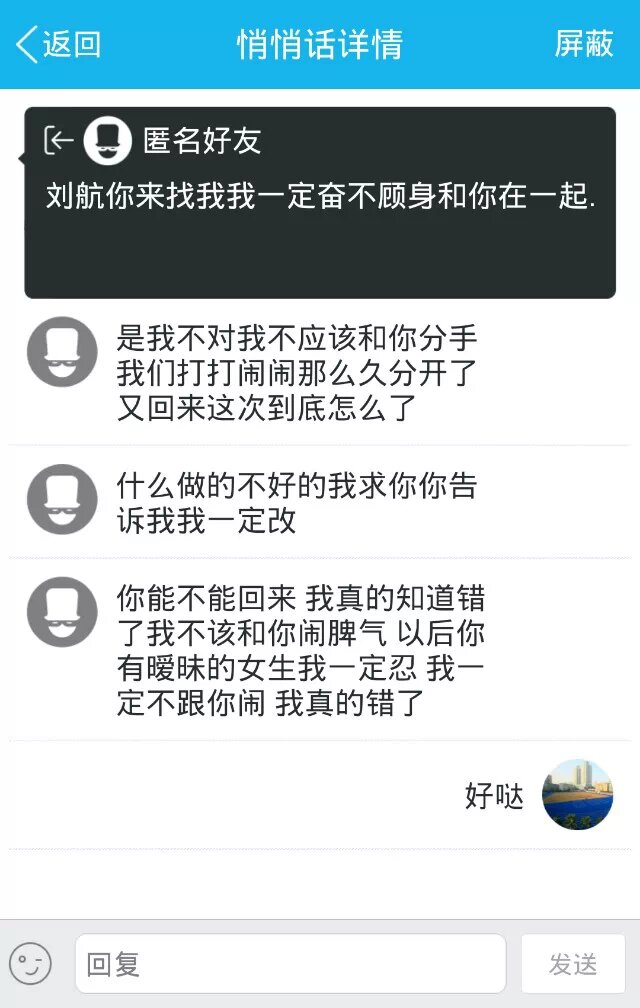 返回
悄悄话详情
屏蔽
匿名好友
刘航你来找我我一定奋不顾身和你在一起.
是我不对我不应该和你分手
我们打打闹闹那么久分开了
又回来这次到底怎么了
什么做的不好的我求你你告
诉我我一定改
你能不能回来 我真的知道错
了我不该和你闹脾气 以后你
有暧昧的女生我一定忍 我一
定不跟你闹 我真的错了
好哒
回复
发送